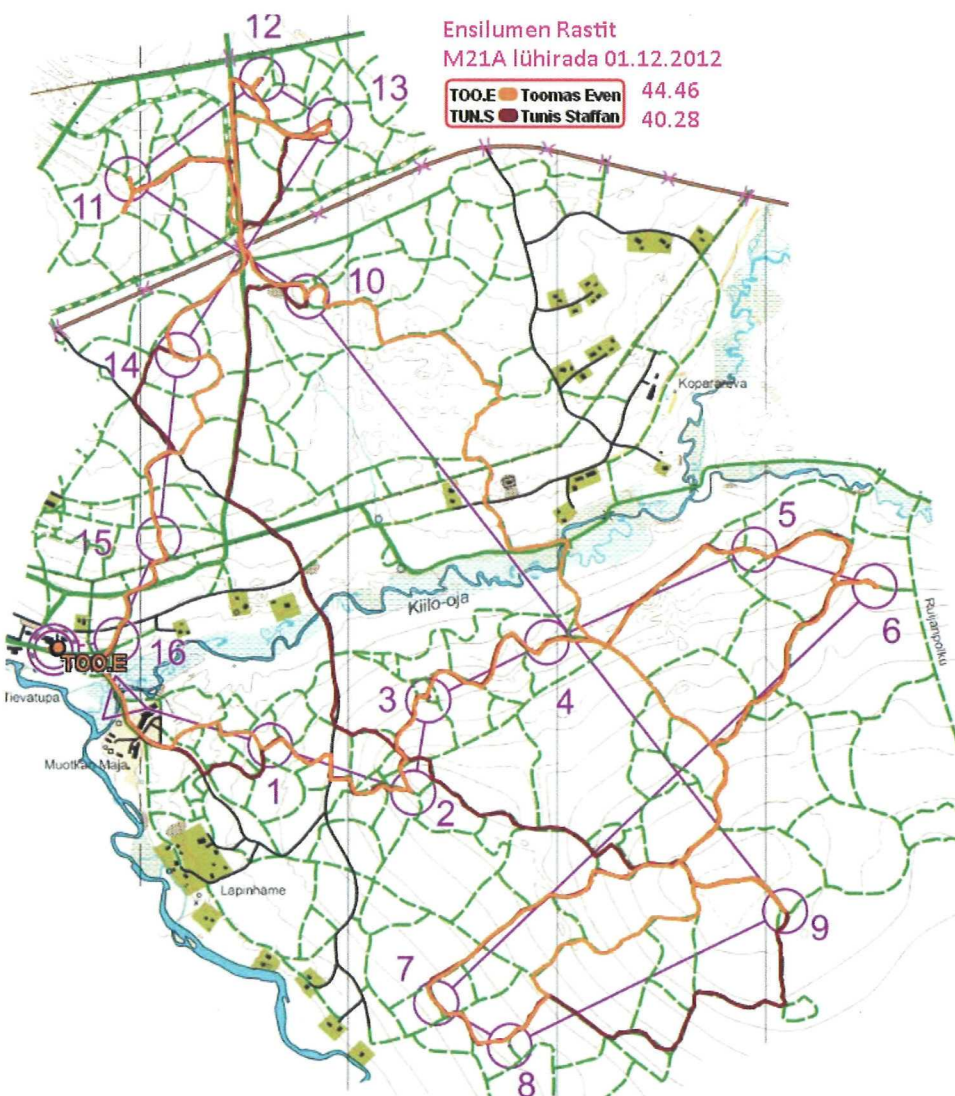 Ensilumen Rastit
M21A lühirada 01.12.2012
TOO.E Toomas Even 44.46
TUN.S Tunis Staffan 40.28
12
13
11
10
14
Koparareva
5
15
Kiilo-oja
6
Ruijanpolku
TOO.E
16
3
4
Tievatupa
Muotkan Maja
1
2
Lapinhame
9
7
8